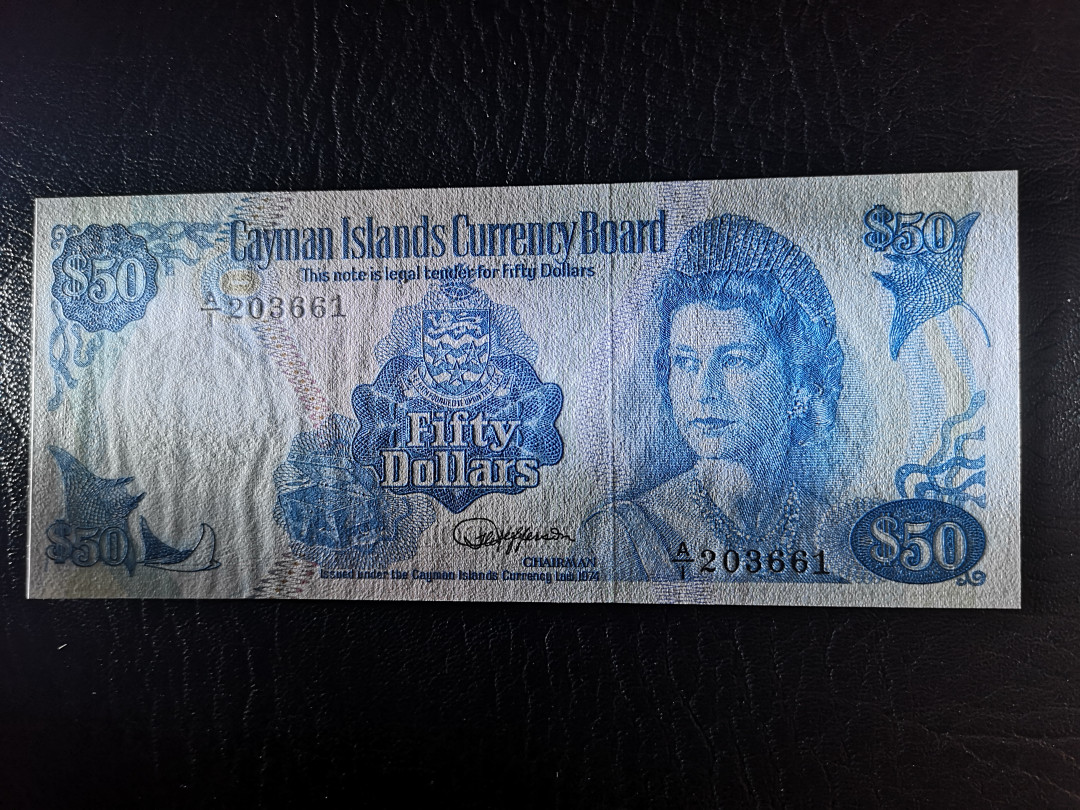 Cayman Islands Currency Board
This note is legal tender for Fifty Dollars
$50
$50
A/1 203661
Fifty
Dollars
$50
CHAIRMAN
Issued under the Cayman Islands Currency Law 1974
A/1 203661
$50